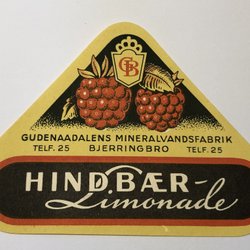 GB
GUDENAADALENS MINERALVANDSFABRIK
TELF. 25 BJERRINGBRO TELF. 25
HINDBÆR-
Limonade